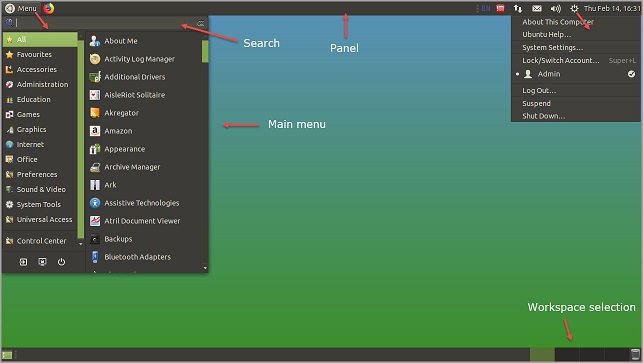 Menu
EN
Thu Feb 14, 16:31
About This Computer
Ubuntu Help...
System Settings...
Lock/Switch Account... Super+L
Admin
Log Out...
Suspend
Shut Down...
Search
Panel
Main menu
Workspace selection
All
Favourites
Accessories
Administration
Education
Games
Graphics
Internet
Office
Preferences
Sound & Video
System Tools
Universal Access
Control Center
About Me
Activity Log Manager
Additional Drivers
AisleRiot Solitaire
Akregator
Amazon
Appearance
Archive Manager
Ark
Assistive Technologies
Atril Document Viewer
Backups
Bluetooth Adapters